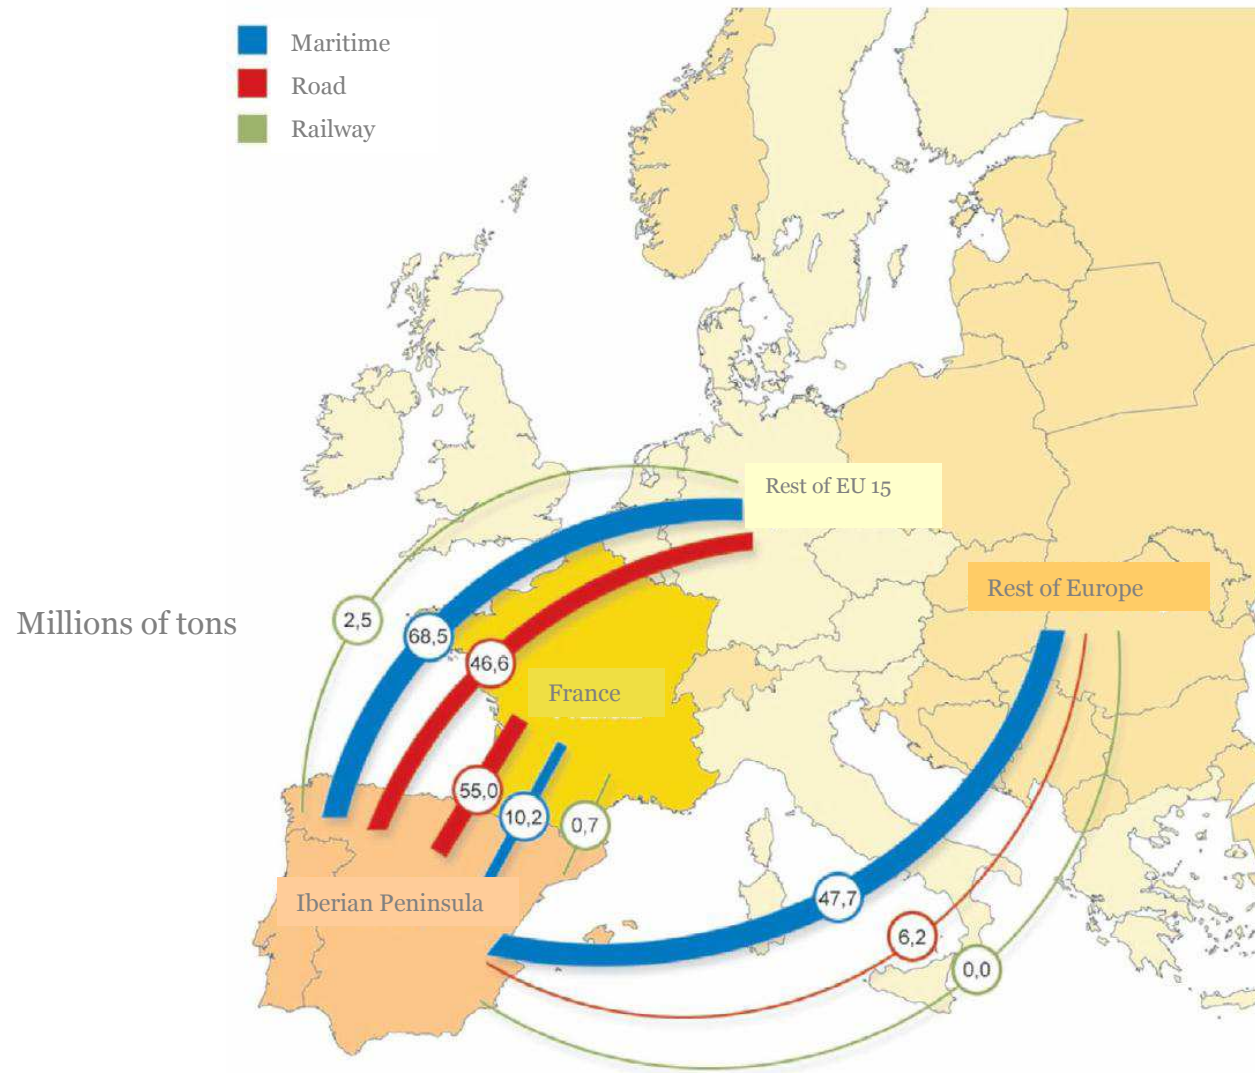 Maritime
Road
Railway
Rest of EU 15
Rest of Europe
Millions of tons
2,5
68,5
46,6
France
55,0
10,2
0,7
Iberian Peninsula
47,7
6,2
0,0